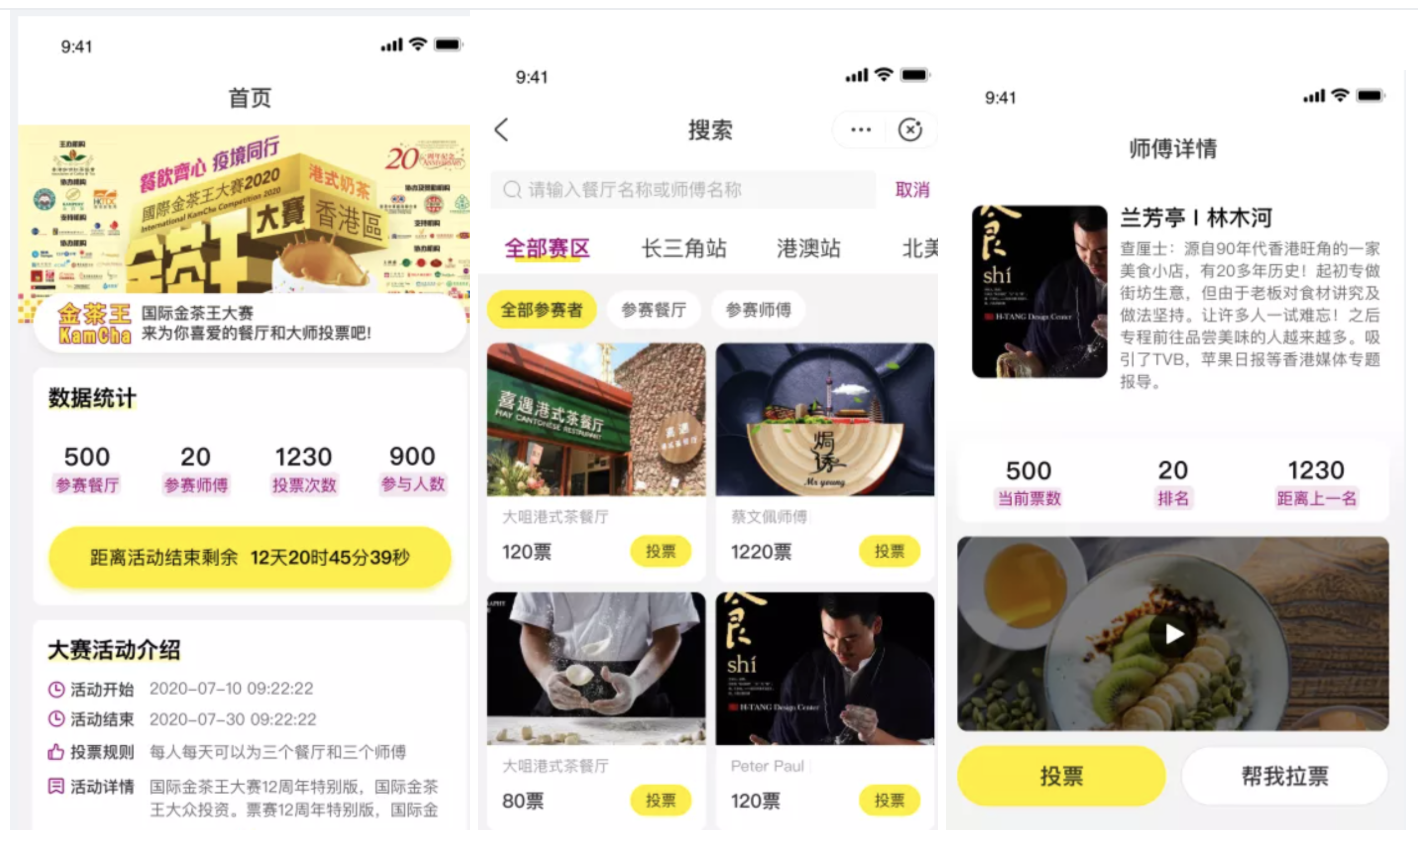 9:41
首页
主办机构
協办机构
支持机构
協办机构
餐飲齊心 疫境同行
國際金茶王大賽2020
International KamCha Competition 2020
港式奶茶
大賽
香港區
20
ANNIVERSARY
支持机构
金茶王
KamCha
国际金茶王大赛
来为你喜爱的餐厅和大师投票吧!
数据统计
500
20
1230
900
参赛餐厅
参赛师傅
投票次数
参与人数
距离活动结束剩余 12天20时45分39秒
大赛活动介绍
活动开始 2020-07-10 09:22:22
活动结束 2020-07-30 09:22:22
投票规则 每人每天可以为三个餐厅和三个师傅
活动详情 国际金茶王大赛12周年特别版，国际金茶
王大众投资。票赛12周年特别版，国际金
9:41
搜索
请输入餐厅名称或师傅名称 取消
全部赛区 长三角站 港澳站 北美
全部参赛者 参赛餐厅 参赛师傅
喜遇港式茶餐厅
HAY CANTONESE RESTAURANT
焗
诱
Mr young
大咀港式茶餐厅
120票 投票
蔡文佩师傅
1220票 投票
食
shí
H-TANG Design Center
大咀港式茶餐厅
80票 投票
Peter Paul
120票 投票
9:41
师傅详情
食
shí
H-TANG Design Center
兰芳亭 I 林木河
查厘士：源自90年代香港旺角的一家
美食小店，有20多年历史！起初专做
街坊生意，但由于老板对食材讲究及
做法坚持。让许多人一试难忘！之后
专程前往品尝美味的人越来越多。吸
引了TVB，苹果日报等香港媒体专题
报导。
500
20
1230
当前票数
排名
距离上一名
投票
帮我拉票